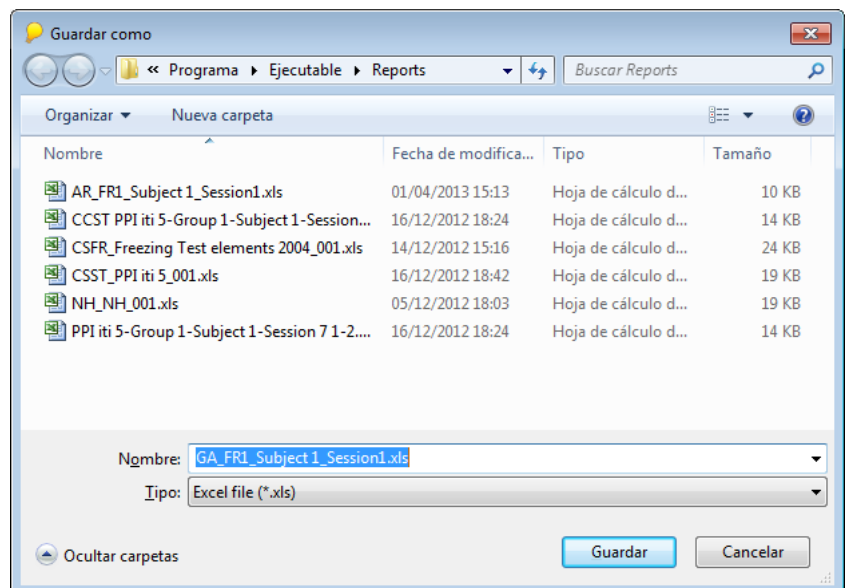 Guardar como
« Programa ▸ Ejecutable ▸ Reports Buscar Reports
Organizar ▾ Nueva carpeta
Nombre Fecha de modifica... Tipo Tamaño
AR_FR1_Subject 1_Session1.xls 01/04/2013 15:13 Hoja de cálculo d... 10 KB
CCST PPI iti 5-Group 1-Subject 1-Session... 16/12/2012 18:24 Hoja de cálculo d... 14 KB
CSFR_Freezing Test elements 2004_001.xls 14/12/2012 15:16 Hoja de cálculo d... 24 KB
CSST_PPI iti 5_001.xls 16/12/2012 18:42 Hoja de cálculo d... 19 KB
NH_NH_001.xls 05/12/2012 18:03 Hoja de cálculo d... 19 KB
PPI iti 5-Group 1-Subject 1-Session 7 1-2.... 16/12/2012 18:24 Hoja de cálculo d... 14 KB
Nombre: GA_FR1_Subject 1_Session1.xls
Tipo: Excel file (*.xls)
Ocultar carpetas Guardar Cancelar